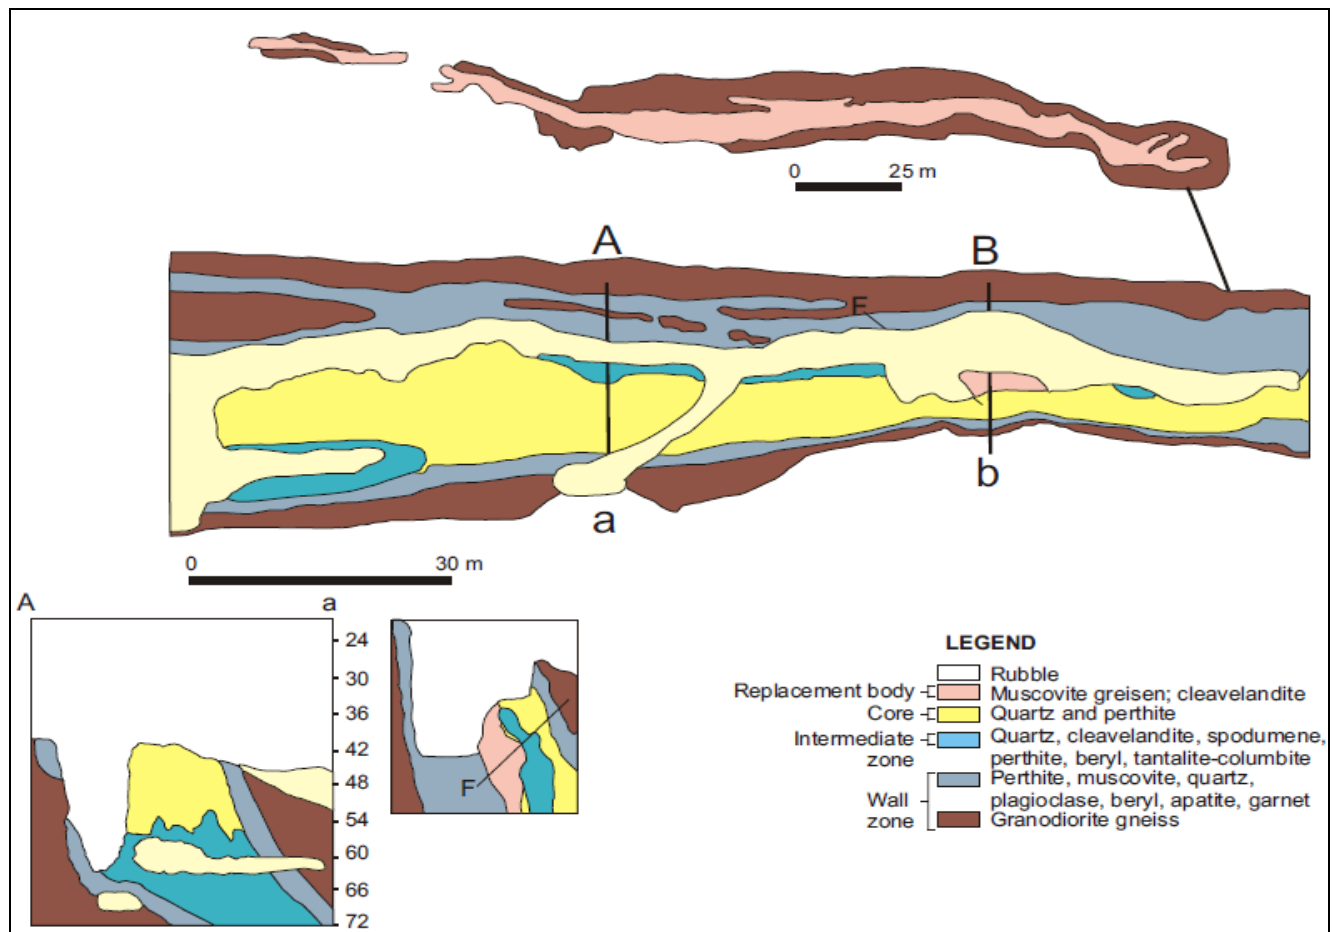 0 25 m
A B
F
b
a
0 30 m
A a
24
30
36
42
48
54
60
66
72
F
LEGEND
Rubble
Replacement body Muscovite greisen; cleavelandite
Core Quartz and perthite
Intermediate zone Quartz, cleavelandite, spodumene,
perthite, beryl, tantalite-columbite
Wall zone Perthite, muscovite, quartz,
plagioclase, beryl, apatite, garnet
Granodiorite gneiss